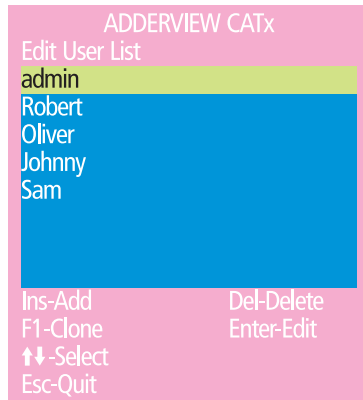 ADDERVIEW CATx
Edit User List
admin
Robert
Oliver
Johnny
Sam
Ins-Add Del-Delete
F1-Clone Enter-Edit
↑↓-Select
Esc-Quit